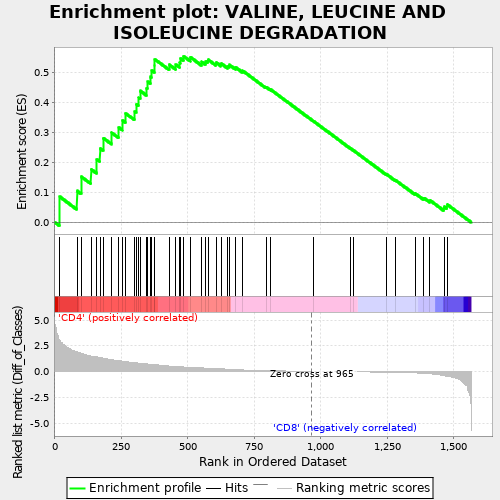 Enrichment plot: VALINE, LEUCINE AND
ISOLEUCINE DEGRADATION
Enrichment score (ES)
0.5
0.4
0.3
0.2
0.1
0.0
'CD4' (positively correlated)
Ranked list metric (Diff_of_Classes)
5.0
2.5
0.0
-2.5
-5.0
Zero cross at 965
'CD8' (negatively correlated)
0 250 500 750 1,000 1,250 1,500
Rank in Ordered Dataset
Enrichment profile Hits Ranking metric scores